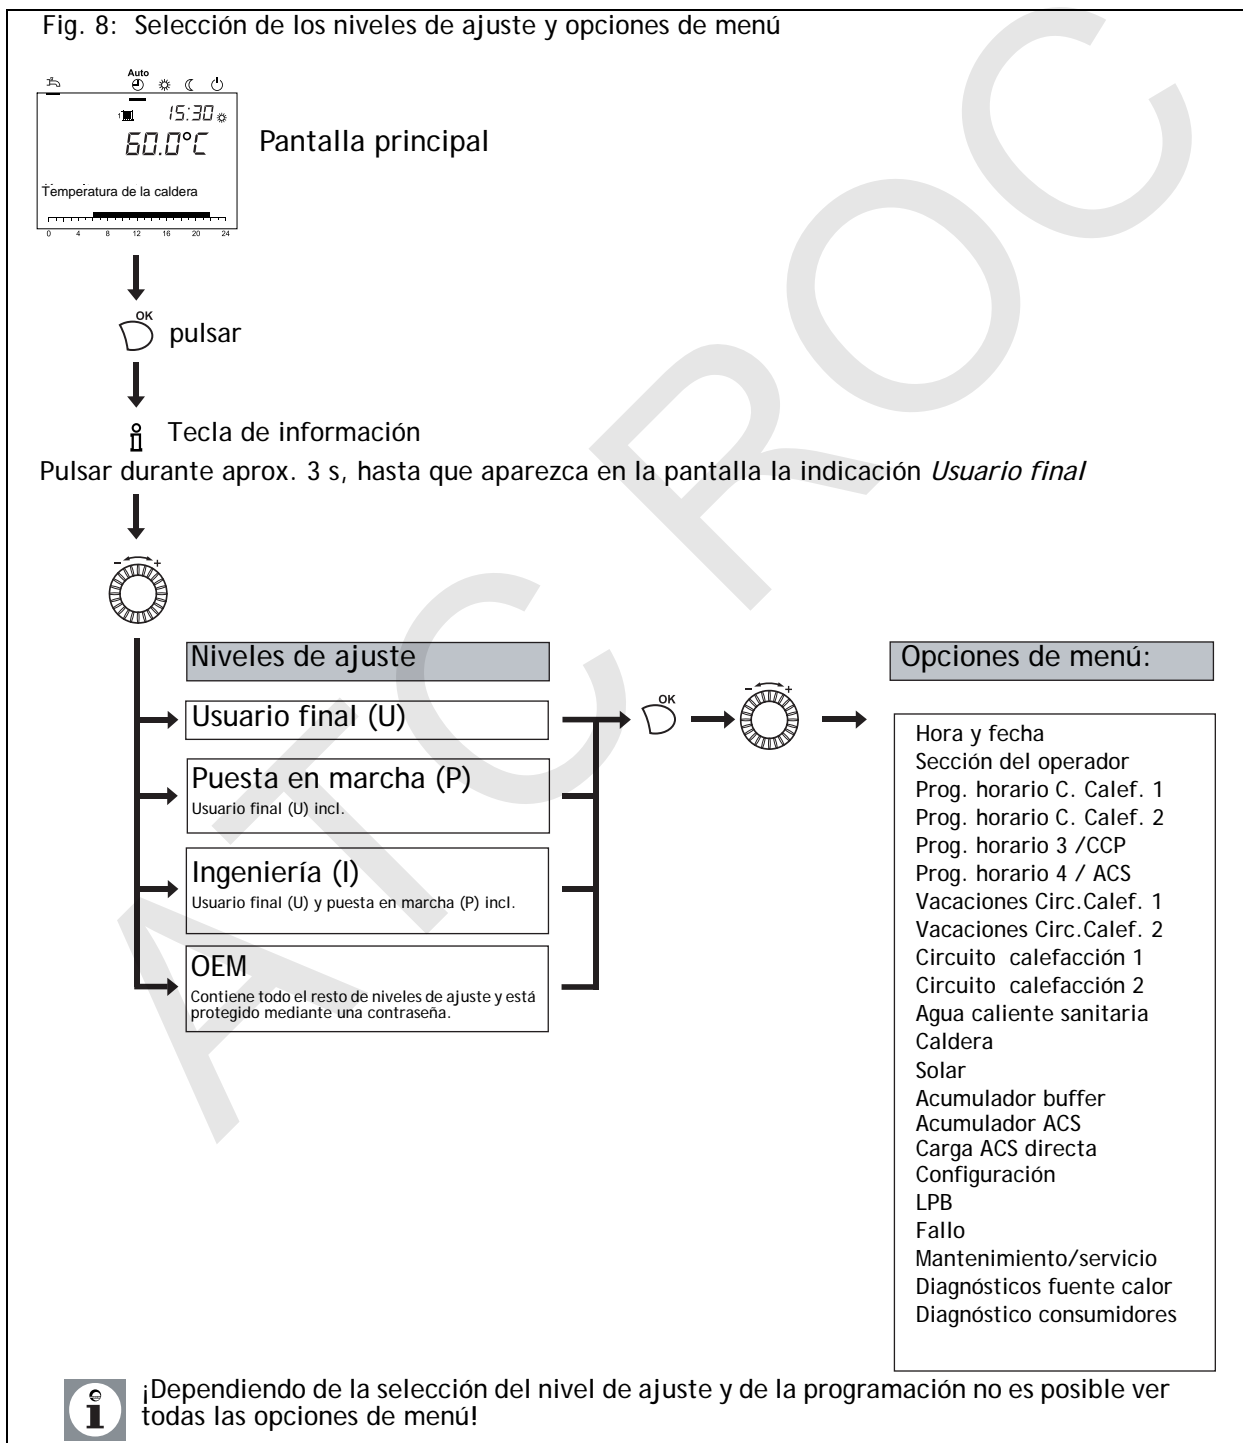 Fig. 8: Selección de los niveles de ajuste y opciones de menú
Auto
1 15:30
60.0°C
Pantalla principal
Temperatura de la caldera
0 4 8 12 16 20 24
OK
pulsar
Tecla de información
Pulsar durante aprox. 3 s, hasta que aparezca en la pantalla la indicación Usuario final
- +
Niveles de ajuste
Usuario final (U)
Puesta en marcha (P)
Usuario final (U) incl.
Ingeniería (I)
Usuario final (U) y puesta en marcha (P) incl.
OEM
Contiene todo el resto de niveles de ajuste y está
protegido mediante una contraseña.
OK
- +
Opciones de menú:
Hora y fecha
Sección del operador
Prog. horario C. Calef. 1
Prog. horario C. Calef. 2
Prog. horario 3 /CCP
Prog. horario 4 / ACS
Vacaciones Circ.Calef. 1
Vacaciones Circ.Calef. 2
Circuito calefacción 1
Circuito calefacción 2
Agua caliente sanitaria
Caldera
Solar
Acumulador buffer
Acumulador ACS
Carga ACS directa
Configuración
LPB
Fallo
Mantenimiento/servicio
Diagnósticos fuente calor
Diagnóstico consumidores
¡Dependiendo de la selección del nivel de ajuste y de la programación no es posible ver
todas las opciones de menú!
ATC ROC